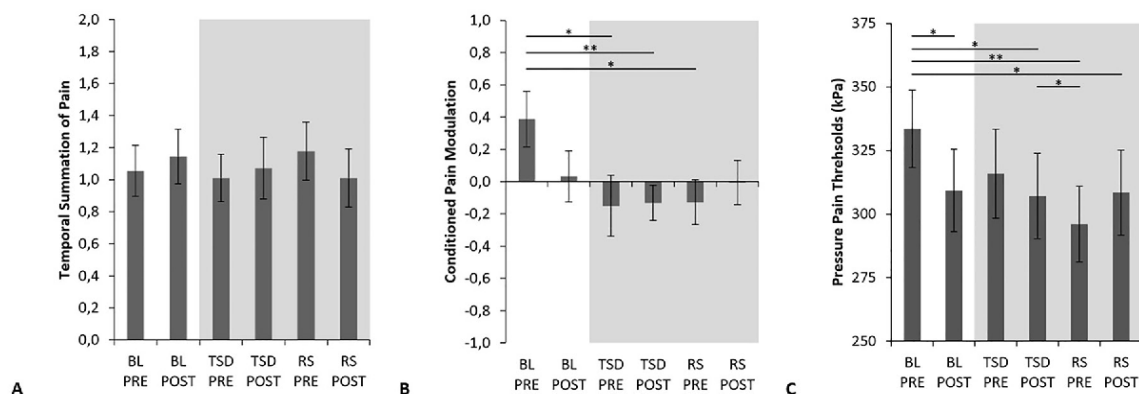 Temporal Summation of Pain
2,0
1,8
1,6
1,4
1,2
1,0
0,8
0,6
0,4
0,2
0,0
BL PRE
BL POST
TSD PRE
TSD POST
RS PRE
RS POST
A
Conditioned Pain Modulation
1,0
0,8
0,6
0,4
0,2
0,0
-0,2
-0,4
-0,6
-0,8
-1,0
*
**
*
BL PRE
BL POST
TSD PRE
TSD POST
RS PRE
RS POST
B
Pressure Pain Threhsolds (kPa)
375
350
325
300
275
250
*
*
**
*
*
BL PRE
BL POST
TSD PRE
TSD POST
RS PRE
RS POST
C